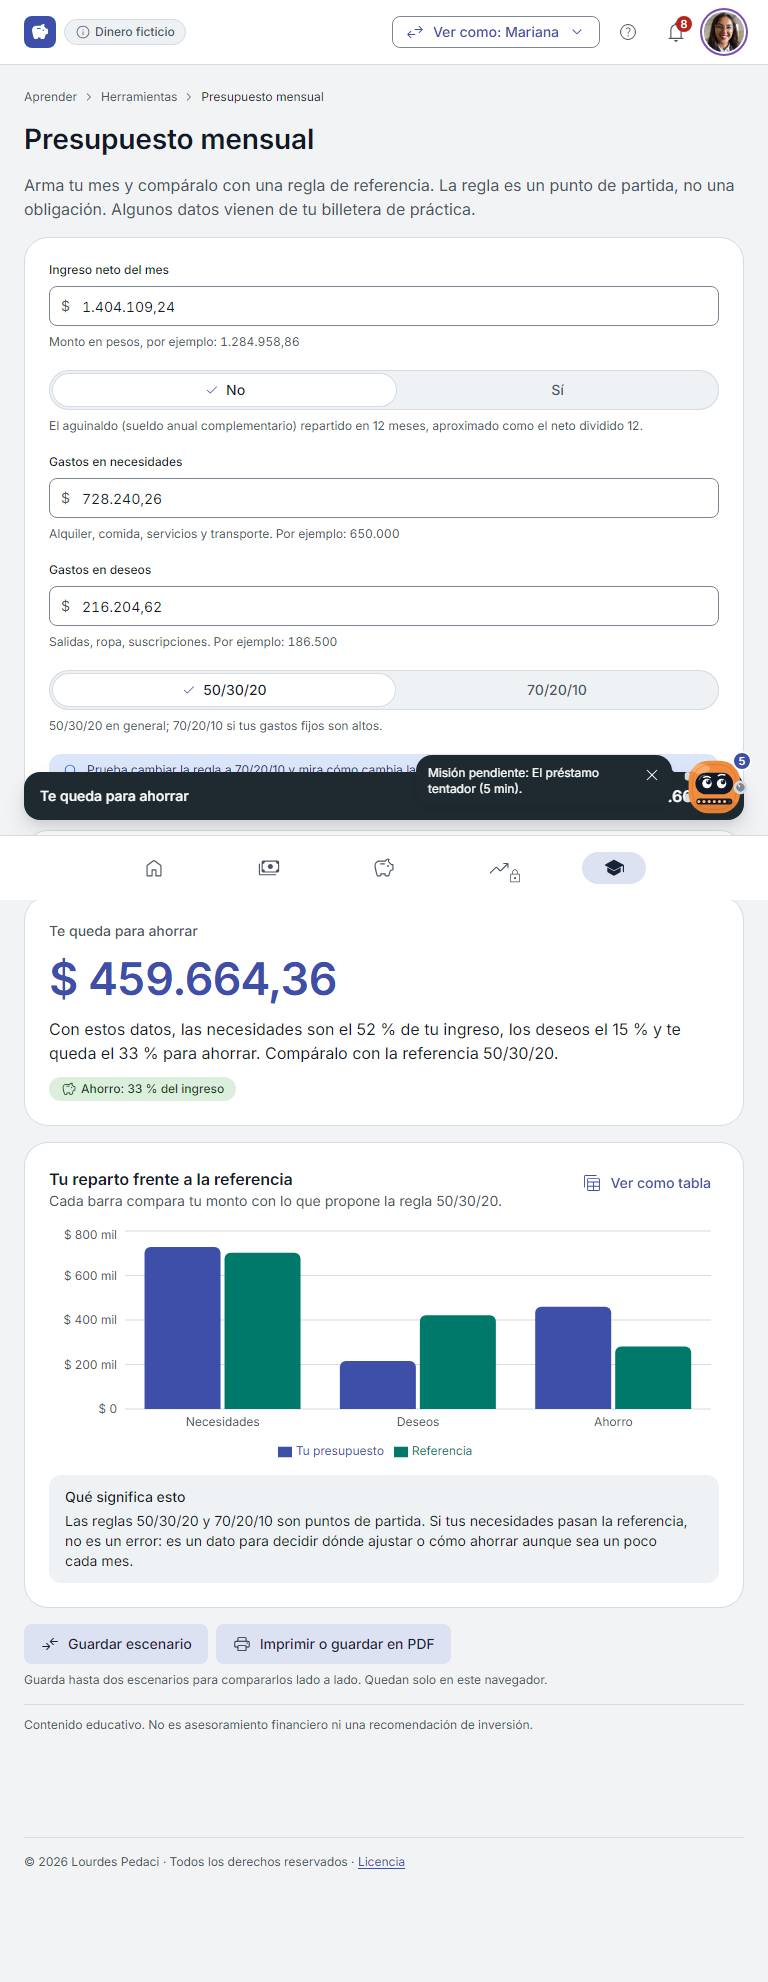 Dinero ficticio
Ver como: Mariana
8
Aprender
Herramientas
Presupuesto mensual
Presupuesto mensual
Arma tu mes y compáralo con una regla de referencia. La regla es un punto de partida, no una
obligación. Algunos datos vienen de tu billetera de práctica.
Ingreso neto del mes
$ 1.404.109,24
Monto en pesos, por ejemplo: 1.284.958,86
No
Sí
El aguinaldo (sueldo anual complementario) repartido en 12 meses, aproximado como el neto dividido 12.
Gastos en necesidades
$ 728.240,26
Alquiler, comida, servicios y transporte. Por ejemplo: 650.000
Gastos en deseos
$ 216.204,62
Salidas, ropa, suscripciones. Por ejemplo: 186.500
50/30/20
70/20/10
50/30/20 en general; 70/20/10 si tus gastos fijos son altos.
Prueba cambiar la regla a 70/20/10 y mira cómo cambia la
Misión pendiente: El préstamo
tentador (5 min).
5
Te queda para ahorrar
Te queda para ahorrar
$ 459.664,36
Con estos datos, las necesidades son el 52 % de tu ingreso, los deseos el 15 % y te
queda el 33 % para ahorrar. Compáralo con la referencia 50/30/20.
Ahorro: 33 % del ingreso
Tu reparto frente a la referencia
Ver como tabla
Cada barra compara tu monto con lo que propone la regla 50/30/20.
$ 800 mil
$ 600 mil
$ 400 mil
$ 200 mil
$ 0
Necesidades
Deseos
Ahorro
Tu presupuesto
Referencia
Qué significa esto
Las reglas 50/30/20 y 70/20/10 son puntos de partida. Si tus necesidades pasan la referencia,
no es un error: es un dato para decidir dónde ajustar o cómo ahorrar aunque sea un poco
cada mes.
Guardar escenario
Imprimir o guardar en PDF
Guarda hasta dos escenarios para compararlos lado a lado. Quedan solo en este navegador.
Contenido educativo. No es asesoramiento financiero ni una recomendación de inversión.
© 2026 Lourdes Pedaci · Todos los derechos reservados · Licencia